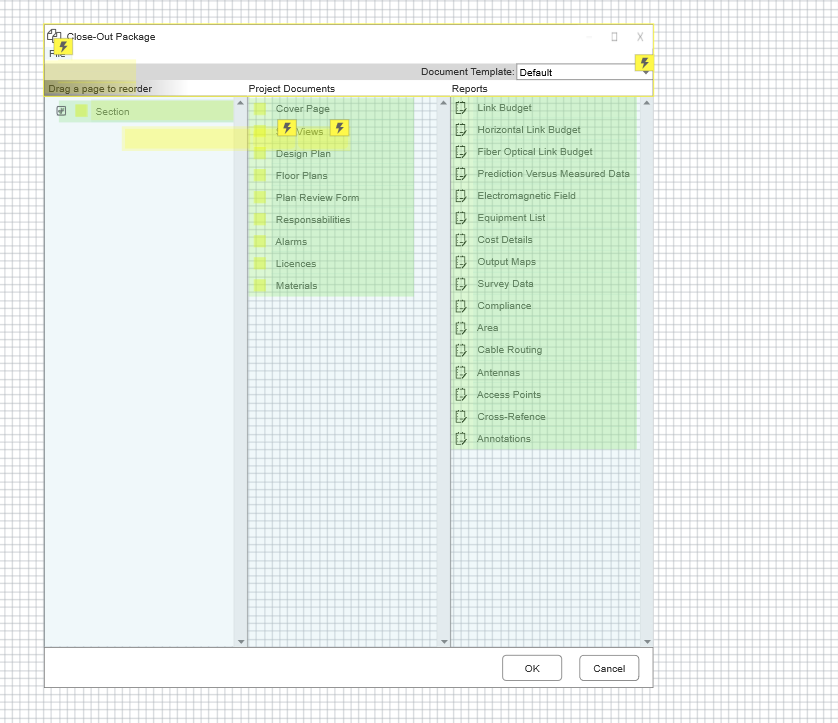 Close-Out Package
File
Document Template: Default
Drag a page to reorder
Project Documents
Reports
Section
Cover Page
Views
Design Plan
Floor Plans
Plan Review Form
Responsabilities
Alarms
Licences
Materials
Link Budget
Horizontal Link Budget
Fiber Optical Link Budget
Prediction Versus Measured Data
Electromagnetic Field
Equipment List
Cost Details
Output Maps
Survey Data
Compliance
Area
Cable Routing
Antennas
Access Points
Cross-Refence
Annotations
OK
Cancel